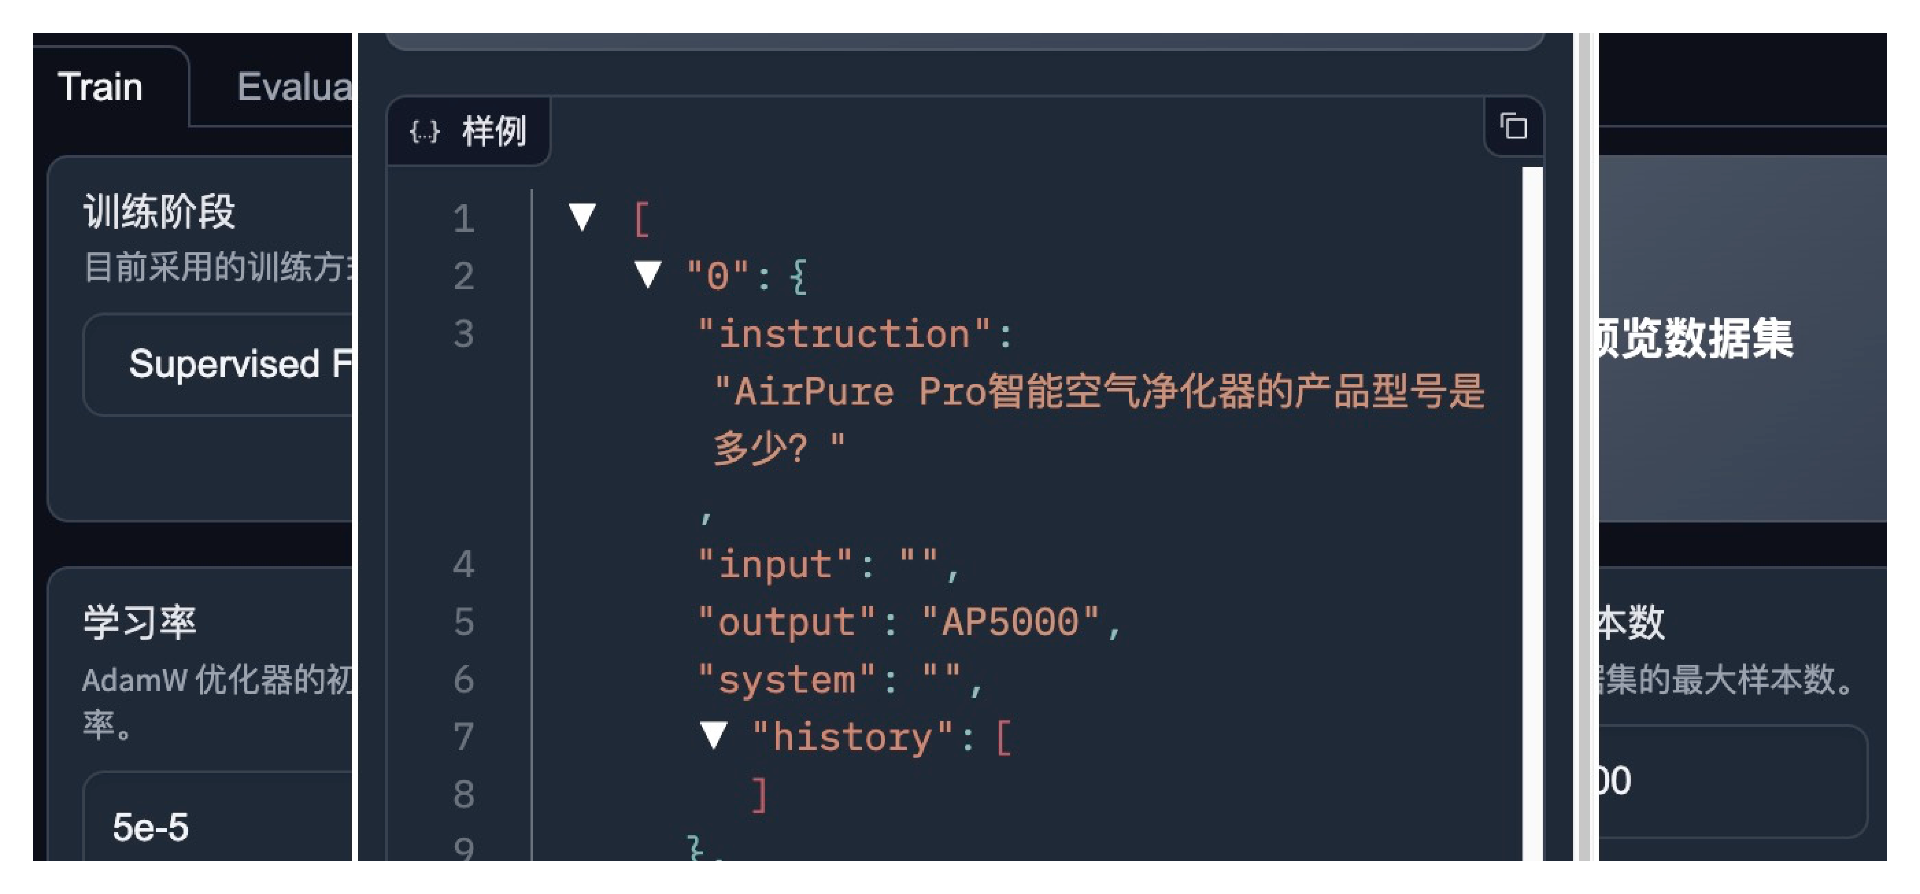 Train
Evalua
训练阶段
目前采用的训练方式
Supervised F
学习率
AdamW 优化器的初
率。
5e-5
{...} 样例
1 ▼ [
2 ▼ "0": {
3 "instruction":
"AirPure Pro智能空气净化器的产品型号是
多少？"
,
4 "input": "",
5 "output": "AP5000",
6 "system": "",
7 ▼ "history": [
8 ]
9 },
预览数据集
本数
据集的最大样本数。
00